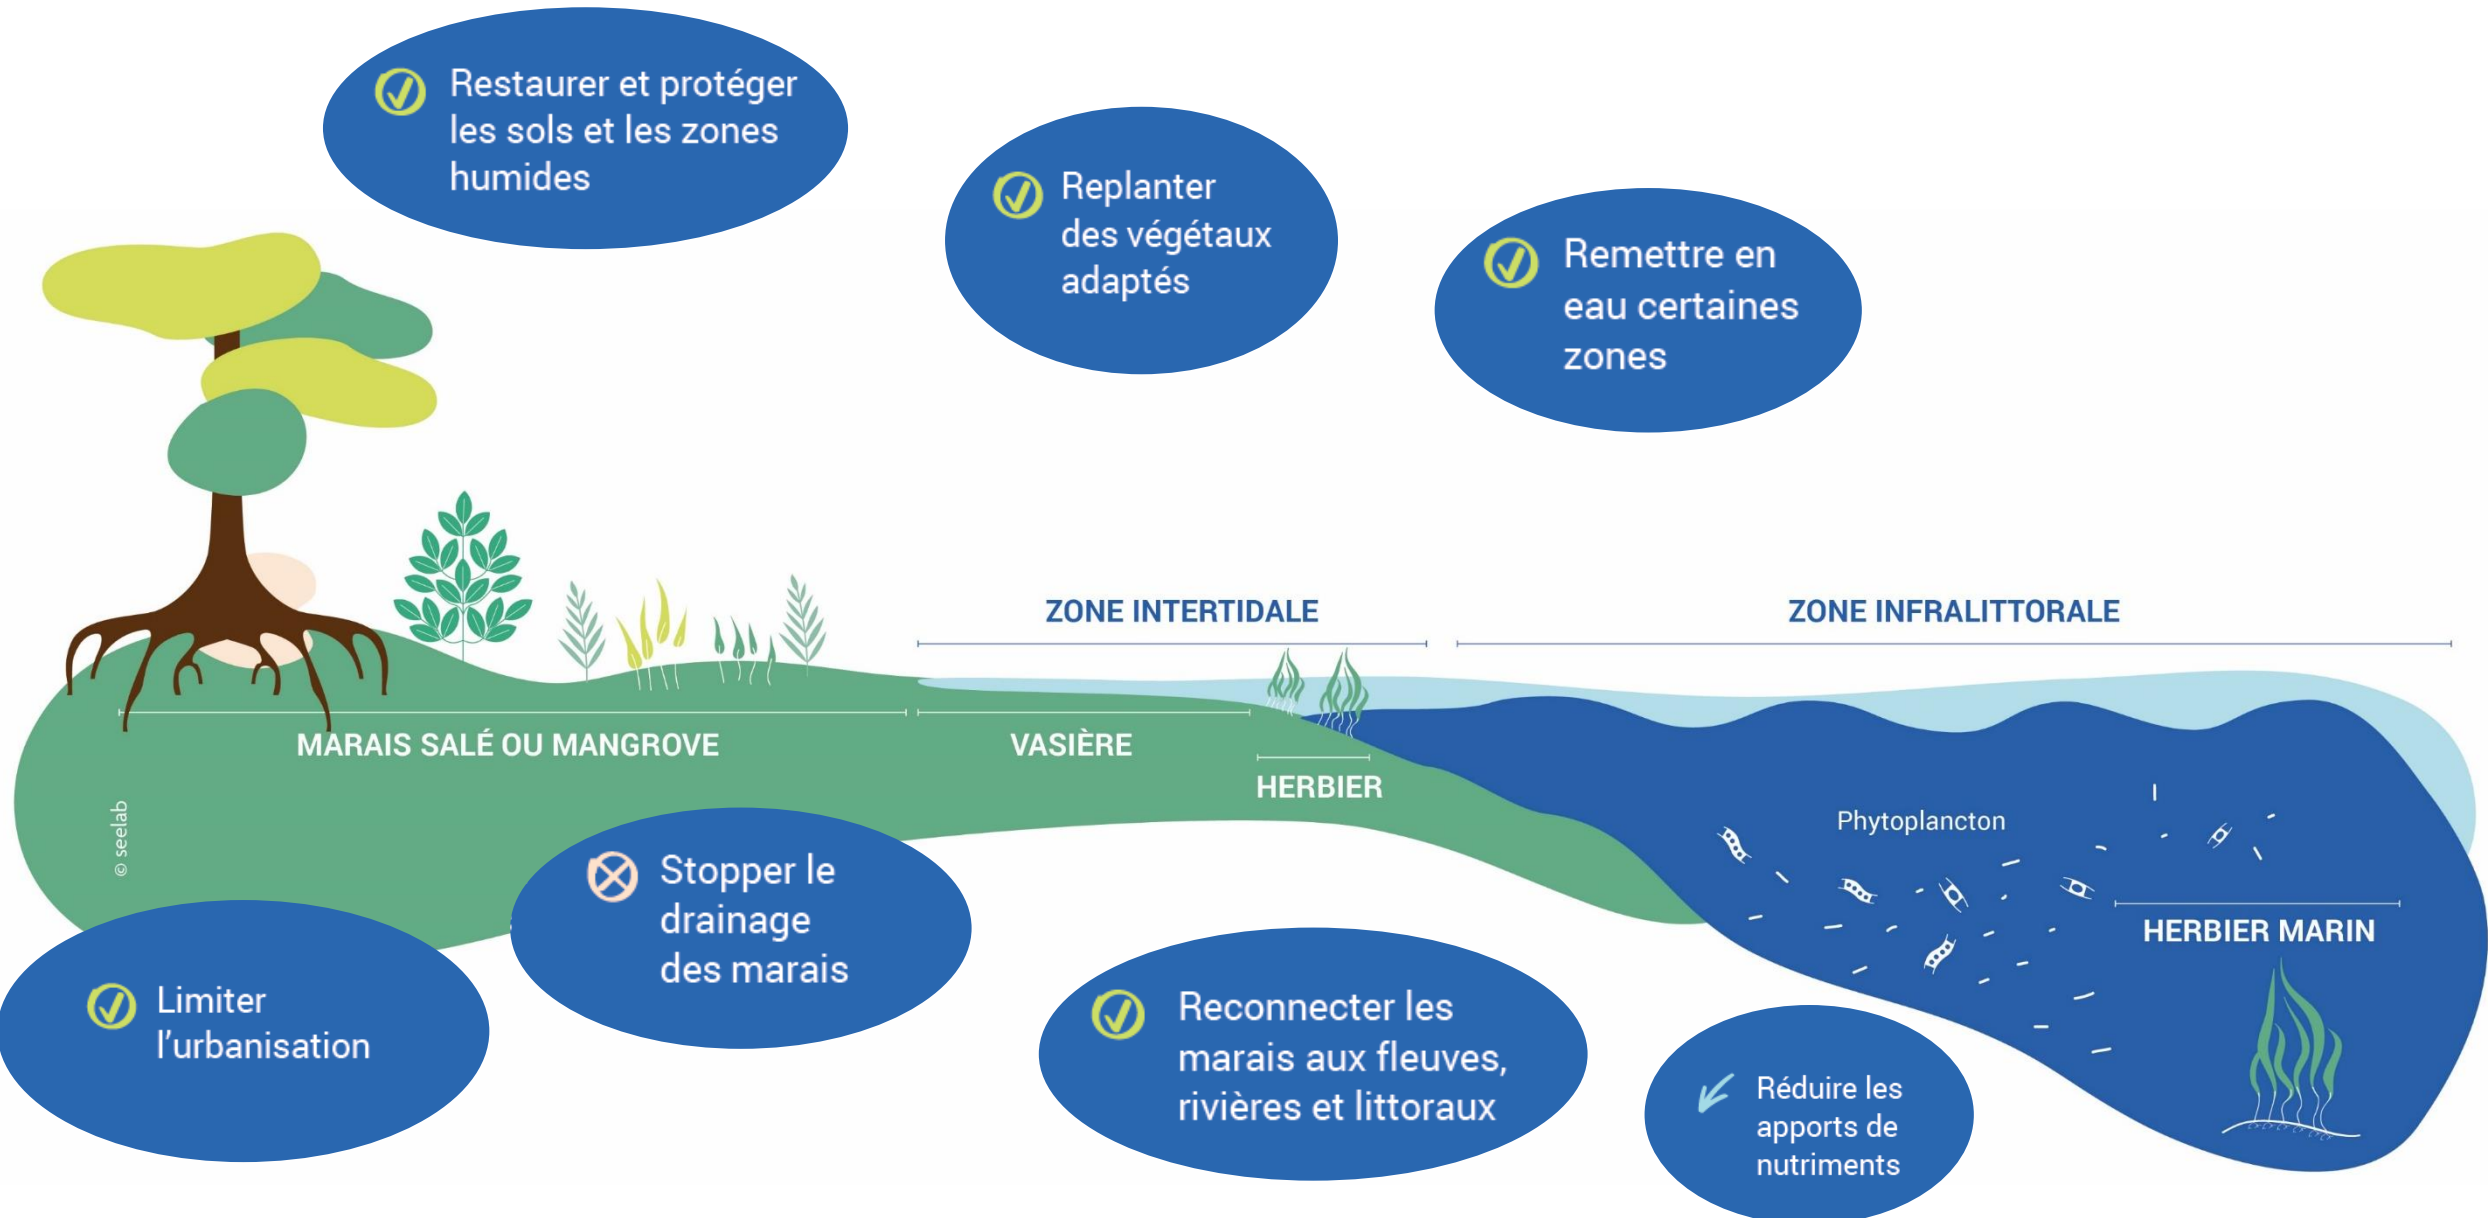 Restaurer et protéger
les sols et les zones
humides
Replanter
des végétaux
adaptés
Remettre en
eau certaines
zones
ZONE INTERTIDALE
ZONE INFRALITTORALE
MARAIS SALÉ OU MANGROVE
VASIÈRE
HERBIER
Phytoplancton
HERBIER MARIN
© seelab
Limiter
l'urbanisation
Stopper le
drainage
des marais
Reconnecter les
marais aux fleuves,
rivières et littoraux
Réduire les
apports de
nutriments